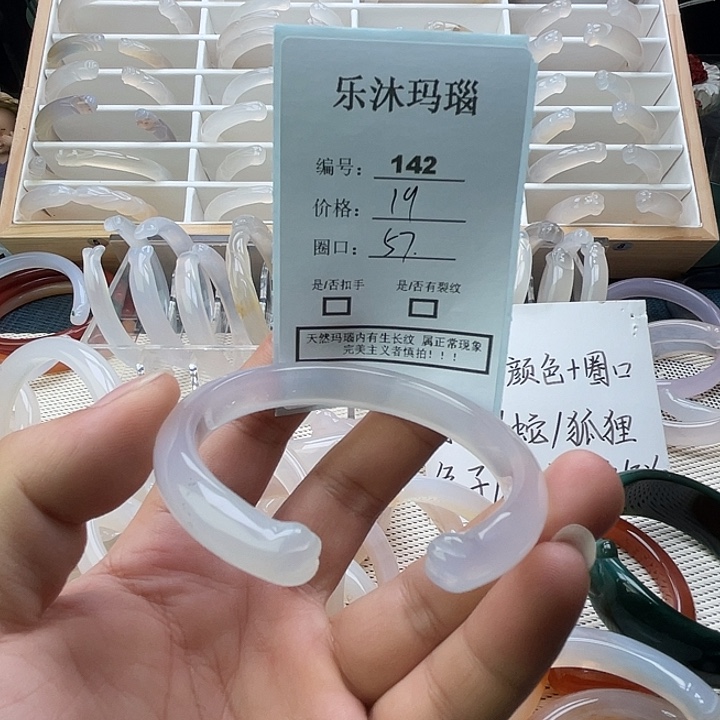 乐沐玛瑙
编号: 142
价格: 19
圈口: 57.
是/否扣手 是/否有裂纹
天然玛瑙内有生长纹 属正常现象
完美主义者慎拍!!!
颜色+圈口
蛇/狐狸